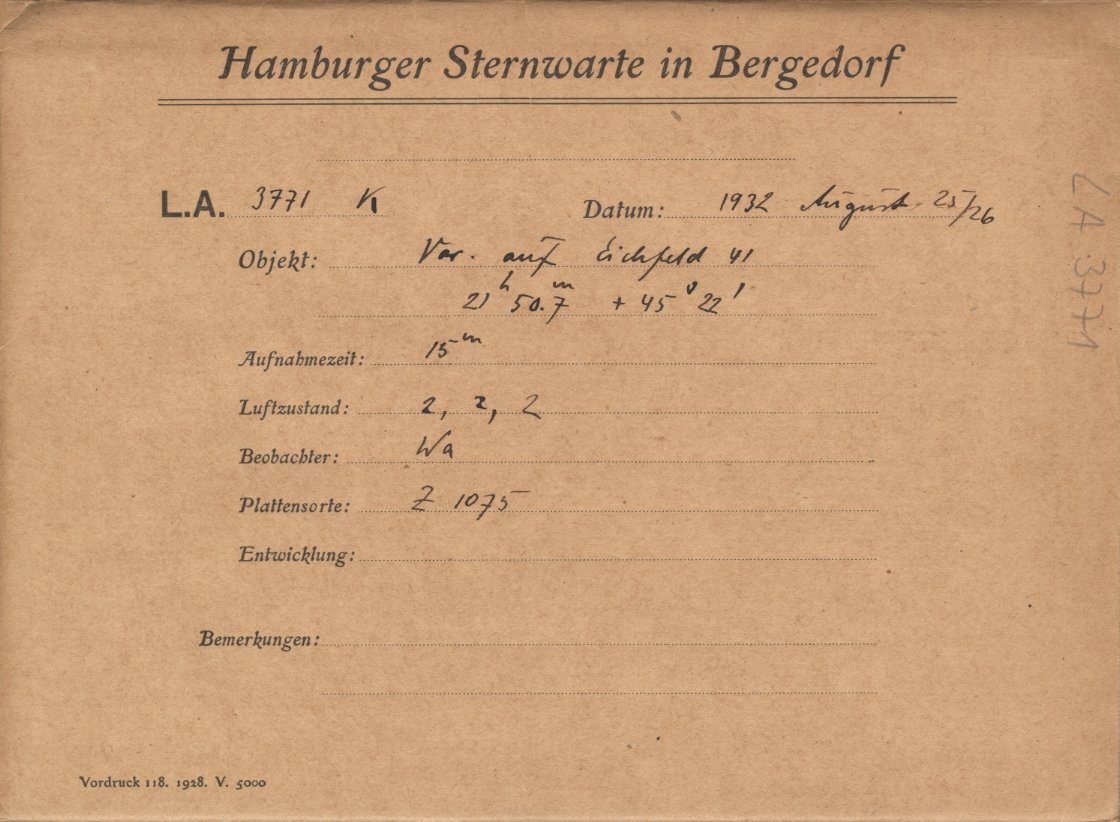 Hamburger Sternwarte in Bergedorf
L.A. 3771 V1
Datum: 1932 August 25/26
Objekt: Var. auf Eichfeld 41
21h 50.7m + 45° 22'
Aufnahmezeit: 15m
Luftzustand: 2, 2, 2
Beobachter: Wa
Plattensorte: Z 1075
Entwicklung:
Bemerkungen:
Vordruck 118. 1928. V. 5000
LA 3771